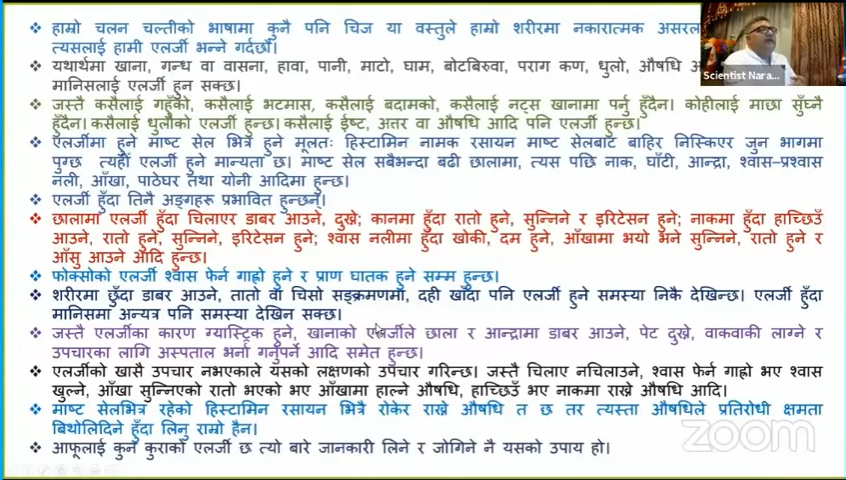 हाम्रो चलन चल्तीको भाषामा कुनै पनि चिज या वस्तुले हाम्रो शरीरमा नकारात्मक असरल
त्यसलाई हामी एलर्जी भन्ने गर्दछौं।
यथार्थमा खाना, गन्ध वा वासना, हावा, पानी, माटो, घाम, बोटबिरुवा, पराग कण, धुलो, औषधि
मानिसलाई एलर्जी हुन सक्छ।
जस्तै कसैलाई गहुँको, कसैलाई भटमास, कसैलाई बदामको, कसैलाई नट्स खानामा पर्नु हुँदैन। कोहीलाई माछा सुँघ्नै
हुँदैन। कसैलाई धुलोको एलर्जी हुन्छ। कसैलाई ईष्ट, अत्तर वा औषधि आदि पनि एलर्जी हुन्छ।
एलर्जीमा हुने माष्ट सेल भित्रै हुने मूलतः हिस्टामिन नामक रसायन माष्ट सेलबाट बाहिर निस्किएर जुन भागमा
पुग्छ त्यहीँ एलर्जी हुने मान्यता छ। माष्ट सेल सबैभन्दा बढी छालामा, त्यस पछि नाक, घाँटी, आन्द्रा, श्वास–प्रश्वास
नली, आँखा, पाठेघर तथा योनी आदिमा हुन्छ।
एलर्जी हुँदा तिनै अङ्गहरू प्रभावित हुन्छन्।
छालामा एलर्जी हुँदा चिलाएर डाबर आउने, दुख्ने; कानमा हुँदा रातो हुने, सुन्निने र इरिटेसन हुने; नाकमा हुँदा हाच्छिउँ
आउने, रातो हुने, सुन्निने, इरिटेसन हुने; श्वास नलीमा हुँदा खोकी, दम हुने, आँखामा भयो भने सुन्निने, रातो हुने र
आँसु आउने आदि हुन्छ।
फोक्सोको एलर्जी श्वास फेर्न गाह्रो हुने र प्राण घातक हुने सम्म हुन्छ।
शरीरमा छुँदा डाबर आउने, तातो वा चिसो सङ्क्रमणमा, दही खाँदा पनि एलर्जी हुने समस्या निकै देखिन्छ। एलर्जी हुँदा
मानिसमा अन्यत्र पनि समस्या देखिन सक्छ।
जस्तै एलर्जीका कारण ग्यास्ट्रिक हुने, खानाको एलर्जीले छाला र आन्द्रामा डाबर आउने, पेट दुख्ने, वाकवाकी लाग्ने र
उपचारका लागि अस्पताल भर्ना गर्नुपर्ने आदि समेत हुन्छ।
एलर्जीको खासै उपचार नभएकाले यसको लक्षणको उपचार गरिन्छ। जस्तै चिलाए नचिलाउने, श्वास फेर्न गाह्रो भए श्वास
खुल्ने, आँखा सुन्निएको रातो भएको भए आँखामा हाल्ने औषधि, हाच्छिउँ भए नाकमा राख्ने औषधि आदि।
माष्ट सेलभित्र रहेको हिस्टामिन रसायन भित्रै रोकेर राख्ने औषधि त छ तर त्यस्ता औषधिले प्रतिरोधी क्षमता
बिथोलिदिने हुँदा लिनु राम्रो हैन।
आफूलाई कुन कुराको एलर्जी छ त्यो बारे जानकारी लिने र जोगिने नै यसको उपाय हो।
Scientist Nara...
zoom